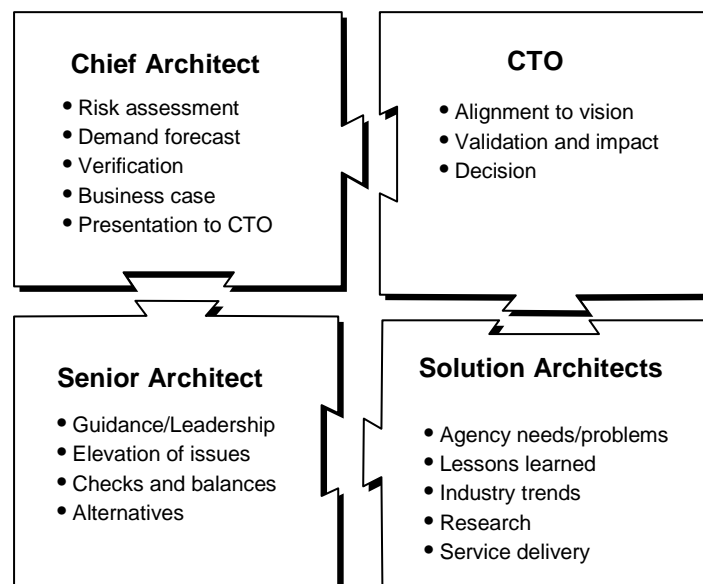 Chief Architect
• Risk assessment
• Demand forecast
• Verification
• Business case
• Presentation to CTO
CTO
• Alignment to vision
• Validation and impact
• Decision
Senior Architect
• Guidance/Leadership
• Elevation of issues
• Checks and balances
• Alternatives
Solution Architects
• Agency needs/problems
• Lessons learned
• Industry trends
• Research
• Service delivery